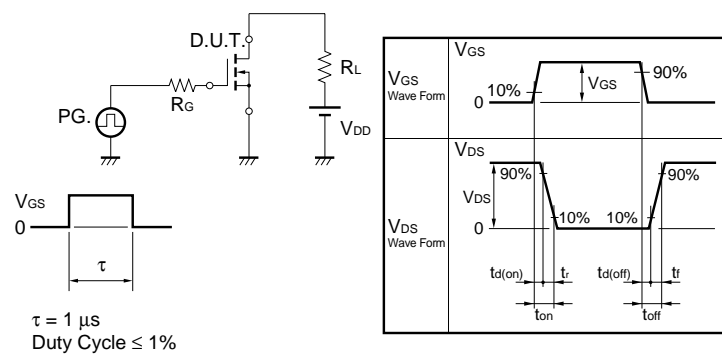 D.U.T.
RL
RG
PG.
VDD
VGS
0
τ
τ = 1 μs
Duty Cycle ≤ 1%
VGS
Wave Form
VGS
10%
VGS
90%
0
VDS
Wave Form
VDS
90%
VDS
90%
10%
10%
0
td(on)
tr
td(off)
tf
ton
toff